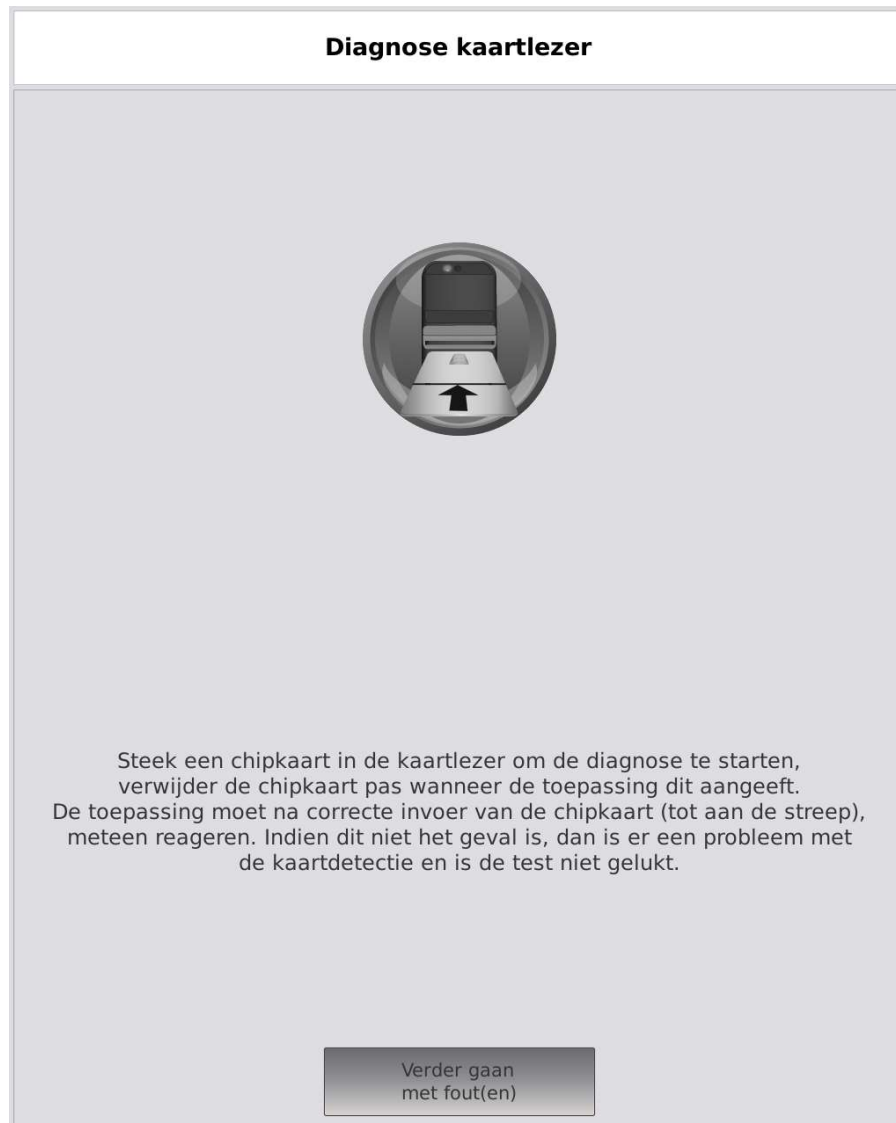 Diagnose kaartlezer
Steek een chipkaart in de kaartlezer om de diagnose te starten,
verwijder de chipkaart pas wanneer de toepassing dit aangeeft.
De toepassing moet na correcte invoer van de chipkaart (tot aan de streep),
meteen reageren. Indien dit niet het geval is, dan is er een probleem met
de kaartdetectie en is de test niet gelukt.
Verder gaan
met fout(en)